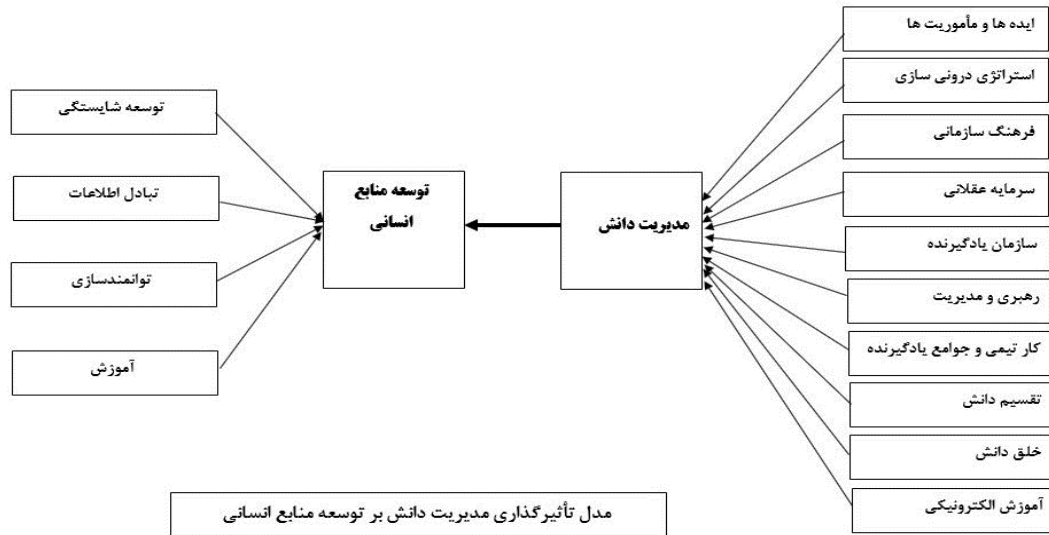 ایده ها و مأموریت ها
استراتژی درونی سازی
فرهنگ سازمانی
سرمایه عقلانی
سازمان یادگیرنده
رهبری و مدیریت
کار تیمی و جوامع یادگیرنده
تقسیم دانش
خلق دانش
آموزش الکترونیکی
مدیریت دانش
توسعه منابع
انسانی
توسعه شایستگی
تبادل اطلاعات
توانمندسازی
آموزش
مدل تأثیرگذاری مدیریت دانش بر توسعه منابع انسانی